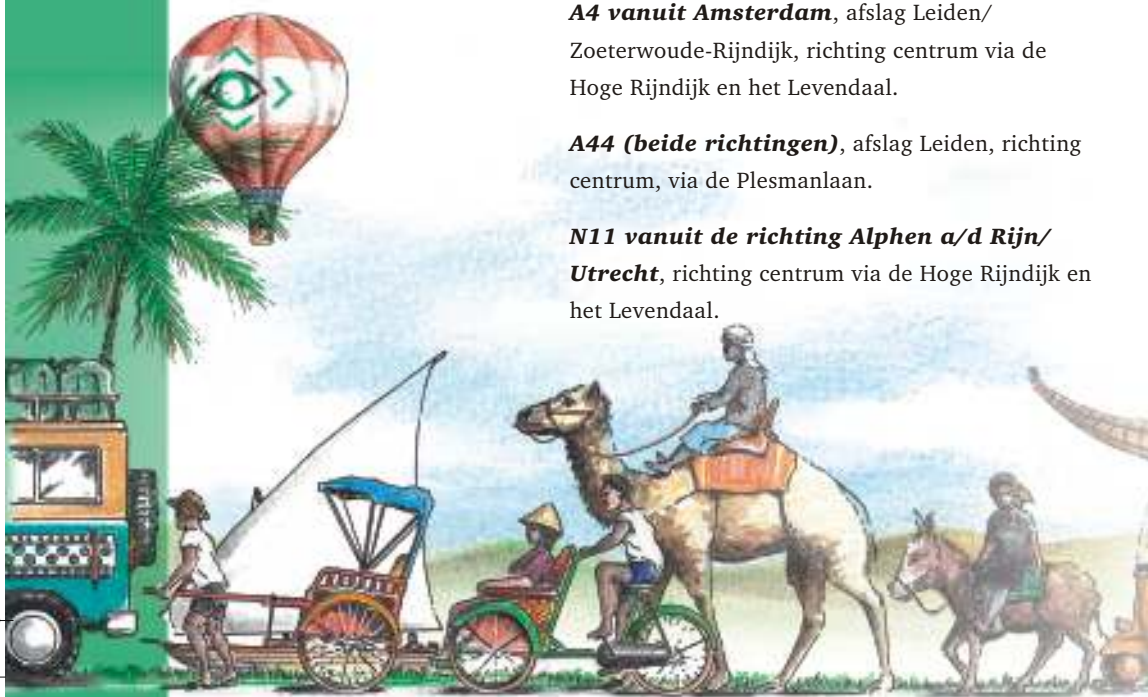 A4 vanuit Amsterdam, afslag Leiden/
Zoeterwoude-Rijndijk, richting centrum via de
Hoge Rijndijk en het Levendaal.
A44 (beide richtingen), afslag Leiden, richting
centrum, via de Plesmanlaan.
N11 vanuit de richting Alphen a/d Rijn/
Utrecht, richting centrum via de Hoge Rijndijk en
het Levendaal.